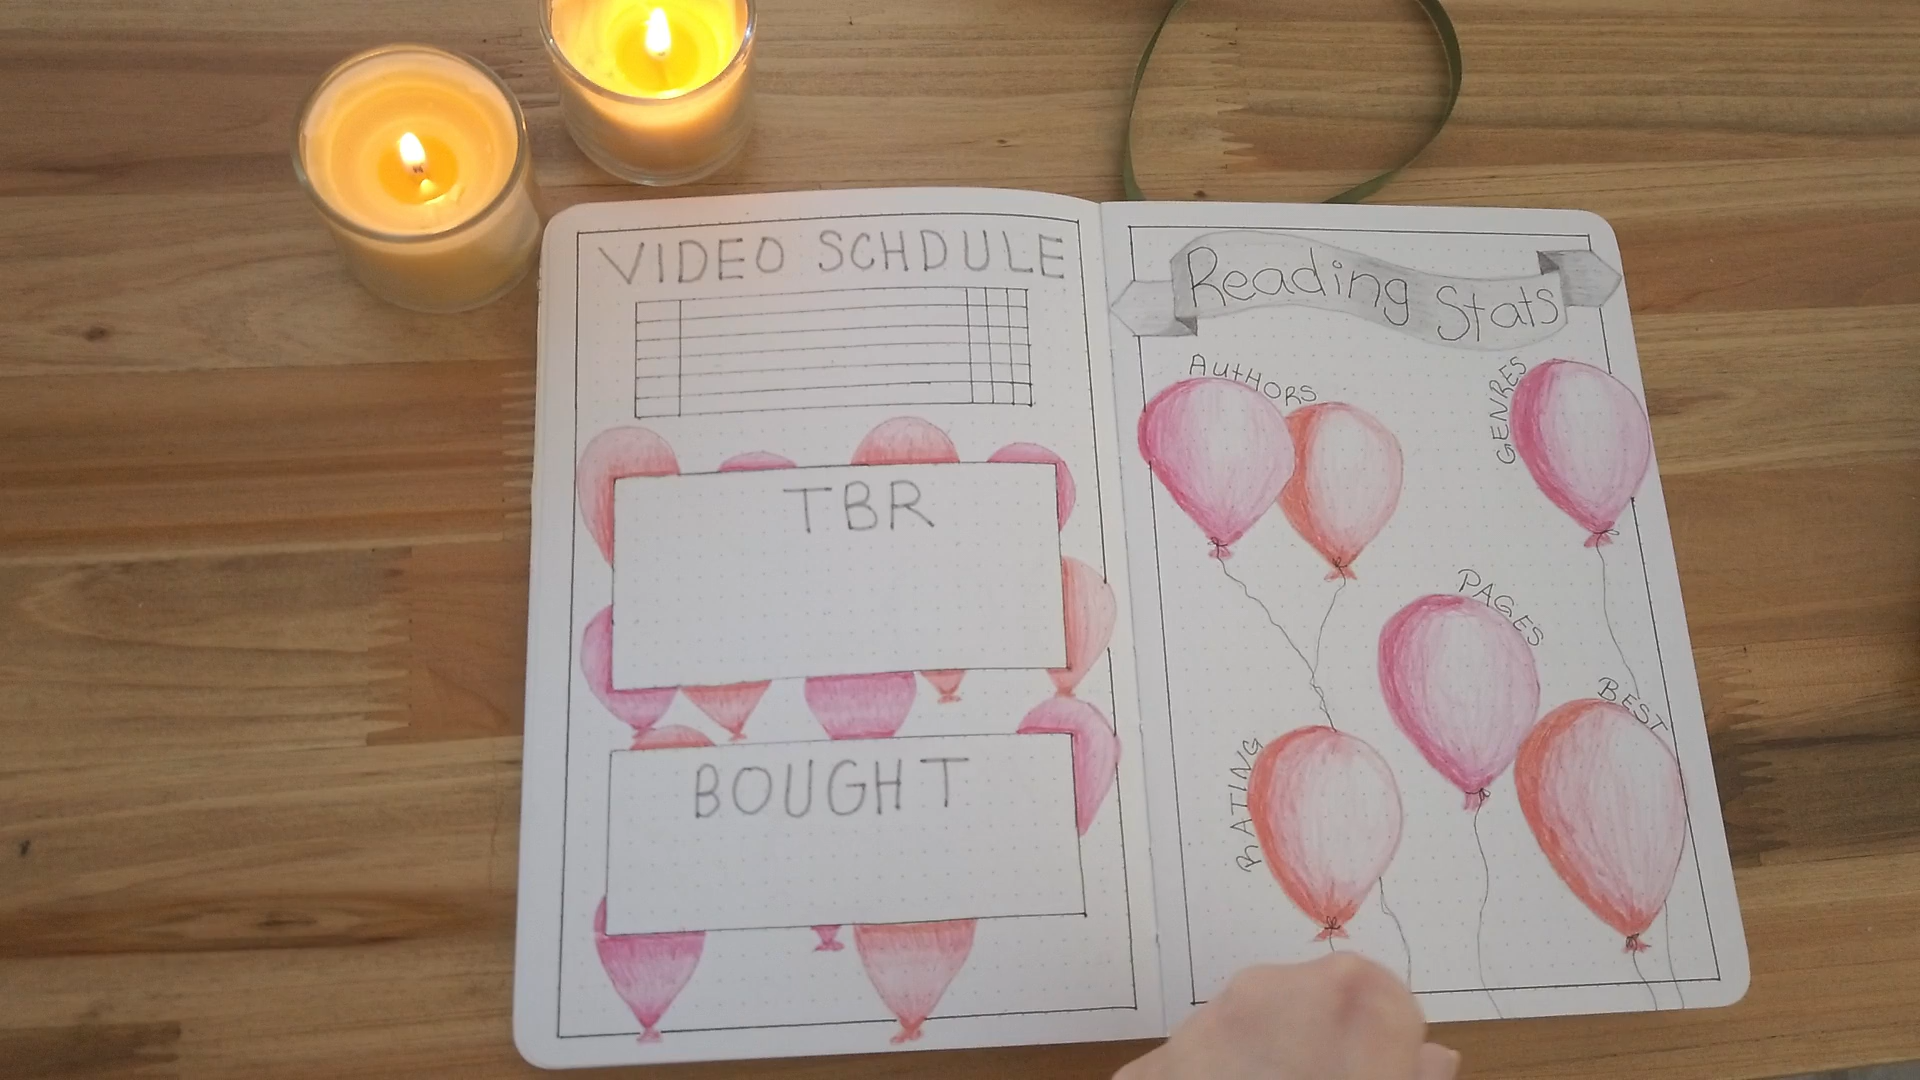 VIDEO SCHDULE
TBR
BOUGHT
Reading Stats
AUtHORS
GENRES
PAGES
BEST
RATING